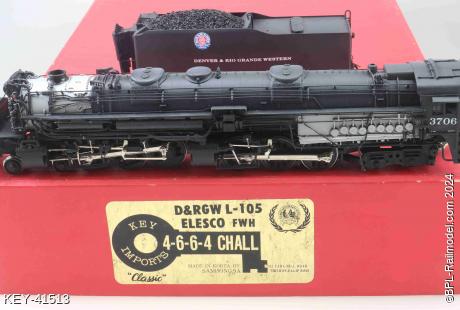 DENVER & RIO GRANDE WESTERN
3706
D&RGW L-105
ELESCO FWH
4-6-6-4 CHALL
KEY
IMPORTS
"Classic"
MADE IN KOREA BY
SAMHONGSA
KEY-41513
©BPL-Railmodel.com 2024